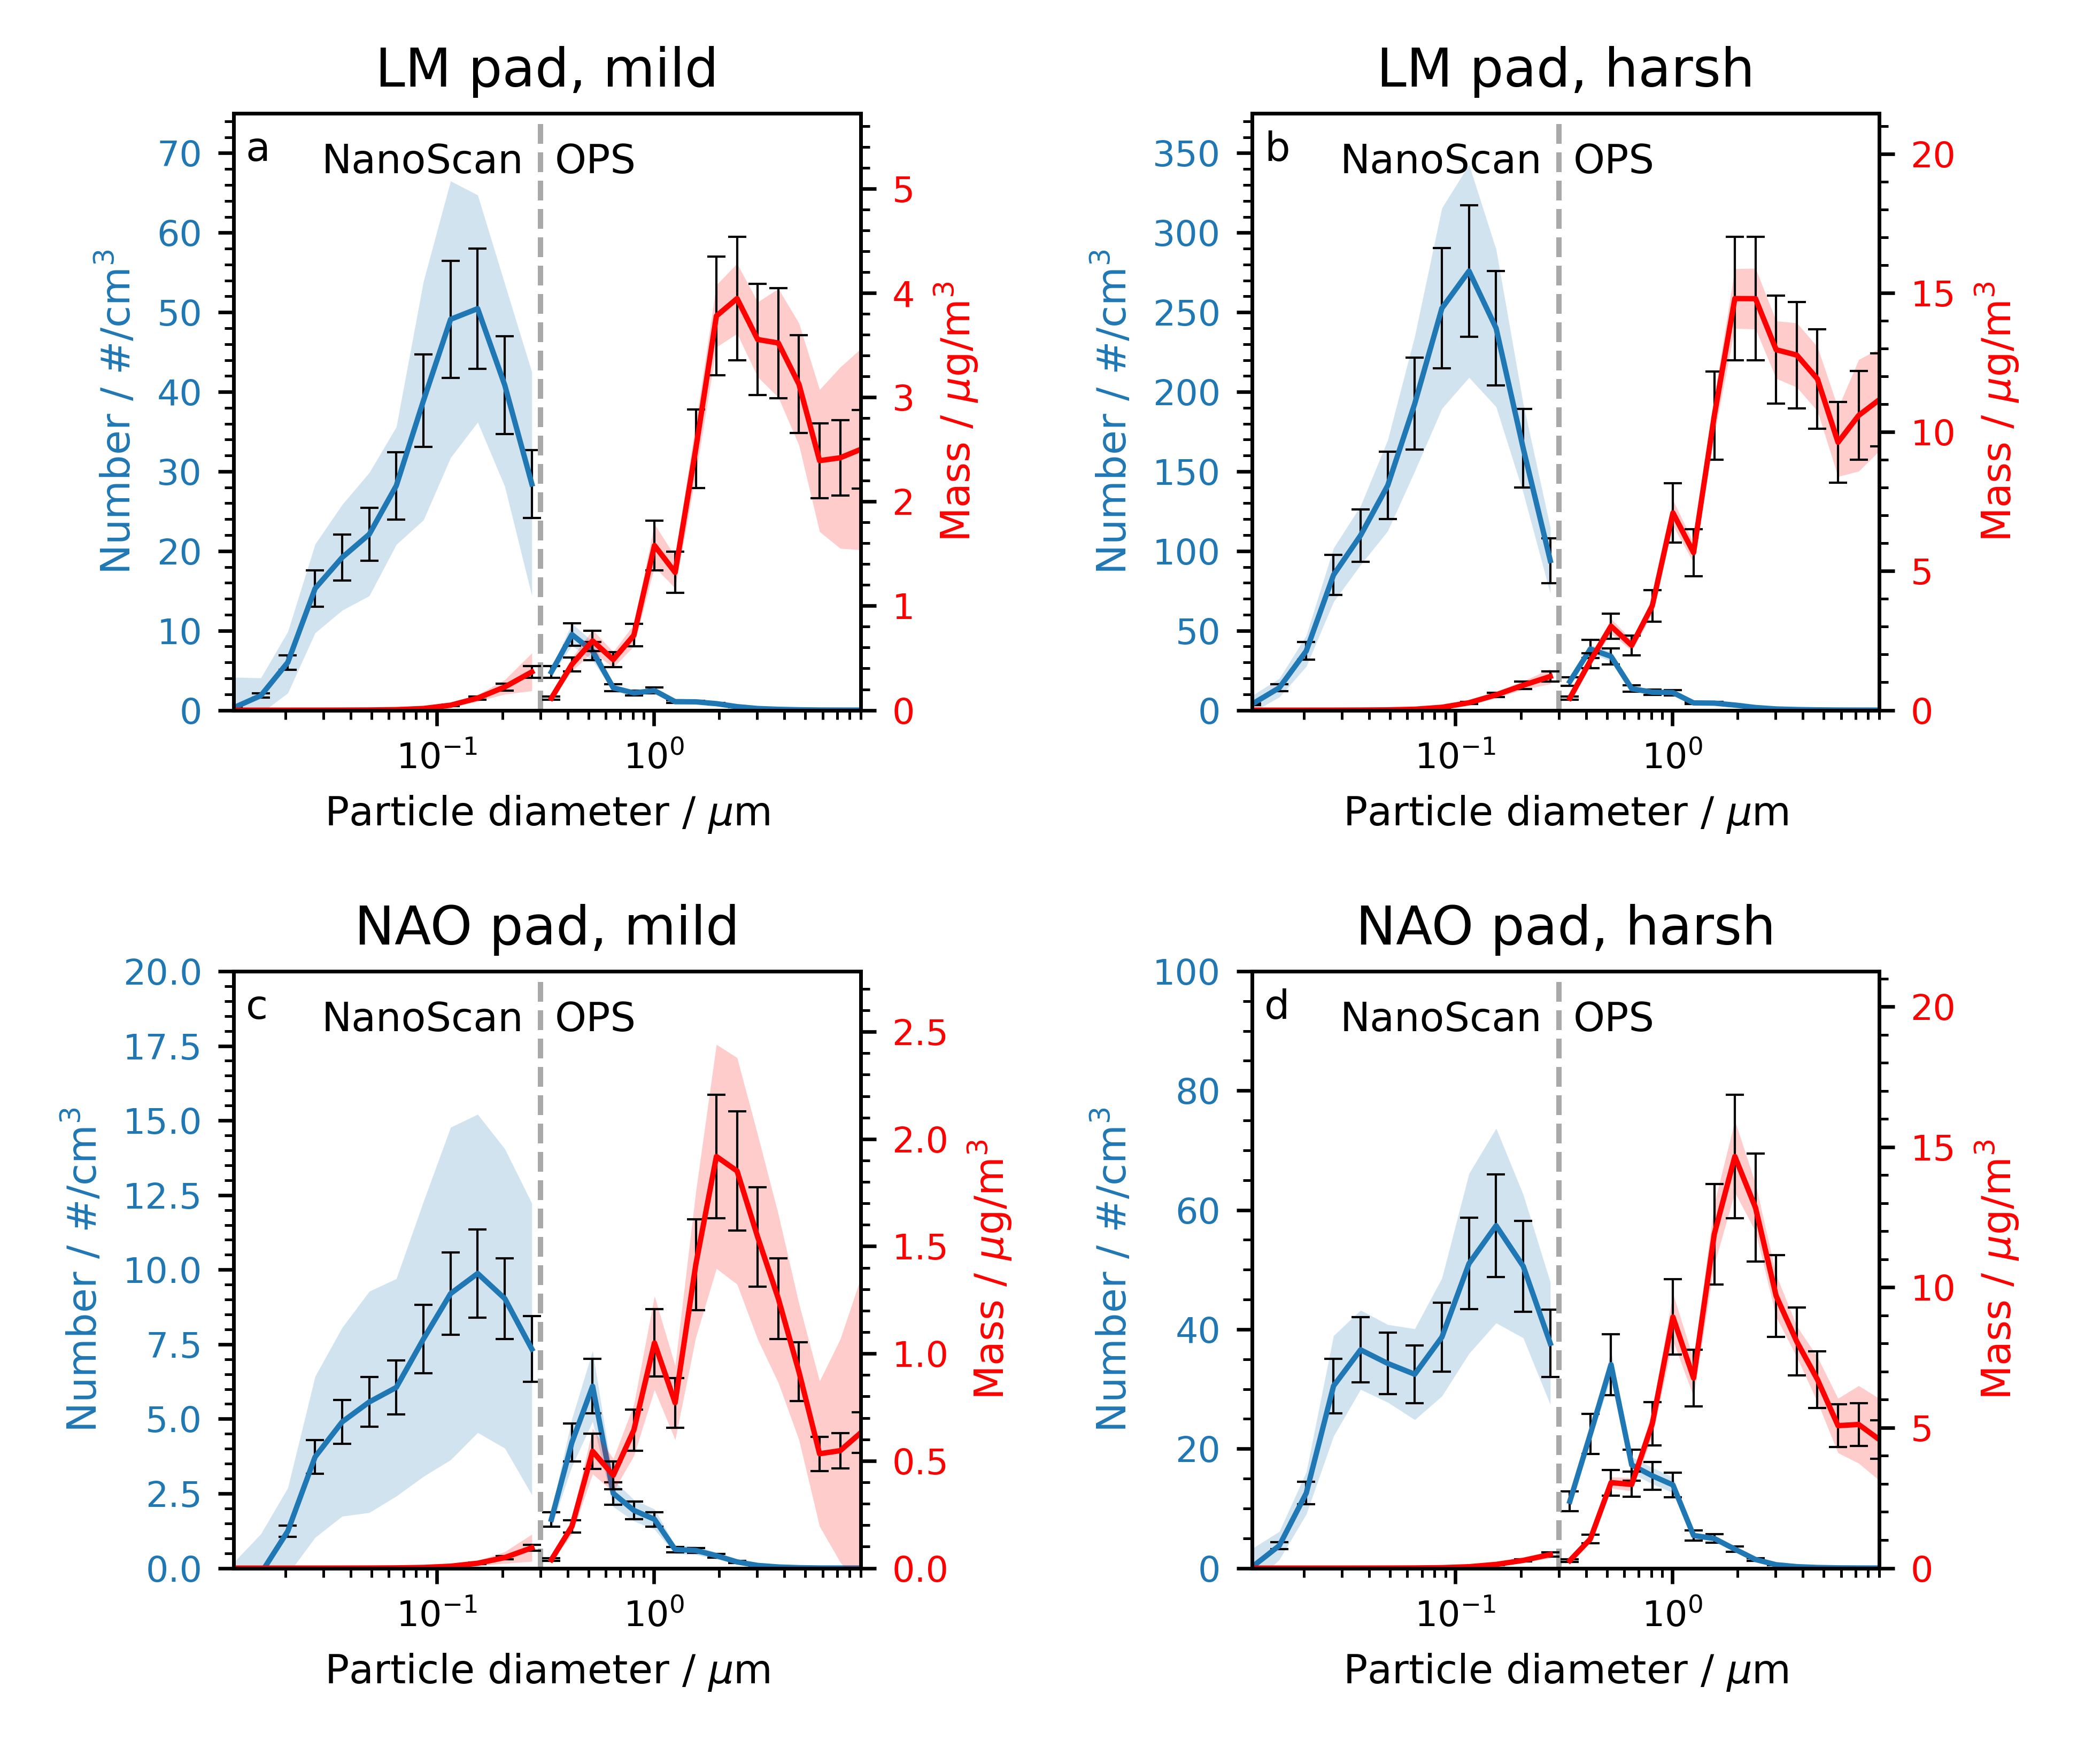 LM pad, mild
a NanoScan OPS
70
60
50
40
30
20
10
0
Number / #/cm³
5
4
3
2
1
0
Mass / μg/m³
10⁻¹ 10⁰
Particle diameter / μm
LM pad, harsh
b NanoScan OPS
350
300
250
200
150
100
50
0
Number / #/cm³
20
15
10
5
0
Mass / μg/m³
10⁻¹ 10⁰
Particle diameter / μm
NAO pad, mild
c NanoScan OPS
20.0
17.5
15.0
12.5
10.0
7.5
5.0
2.5
0.0
Number / #/cm³
2.5
2.0
1.5
1.0
0.5
0.0
Mass / μg/m³
10⁻¹ 10⁰
Particle diameter / μm
NAO pad, harsh
d NanoScan OPS
100
80
60
40
20
0
Number / #/cm³
20
15
10
5
0
Mass / μg/m³
10⁻¹ 10⁰
Particle diameter / μm